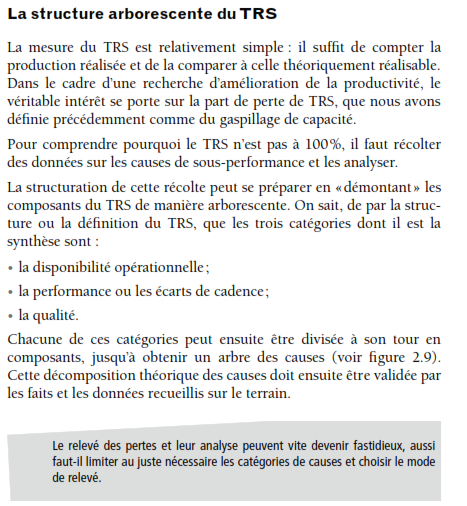 La structure arborescente du TRS
La mesure du TRS est relativement simple : il suffit de compter la
production réalisée et de la comparer à celle théoriquement réalisable.
Dans le cadre d'une recherche d'amélioration de la productivité, le
véritable intérêt se porte sur la part de perte de TRS, que nous avons
définie précédemment comme du gaspillage de capacité.
Pour comprendre pourquoi le TRS n'est pas à 100%, il faut récolter
des données sur les causes de sous-performance et les analyser.
La structuration de cette récolte peut se préparer en «démontant» les
composants du TRS de manière arborescente. On sait, de par la struc-
ture ou la définition du TRS, que les trois catégories dont il est la
synthèse sont :
• la disponibilité opérationnelle;
• la performance ou les écarts de cadence;
• la qualité.
Chacune de ces catégories peut ensuite être divisée à son tour en
composants, jusqu'à obtenir un arbre des causes (voir figure 2.9).
Cette décomposition théorique des causes doit ensuite être validée par
les faits et les données recueillis sur le terrain.
Le relevé des pertes et leur analyse peuvent vite devenir fastidieux, aussi
faut-il limiter au juste nécessaire les catégories de causes et choisir le mode
de relevé.